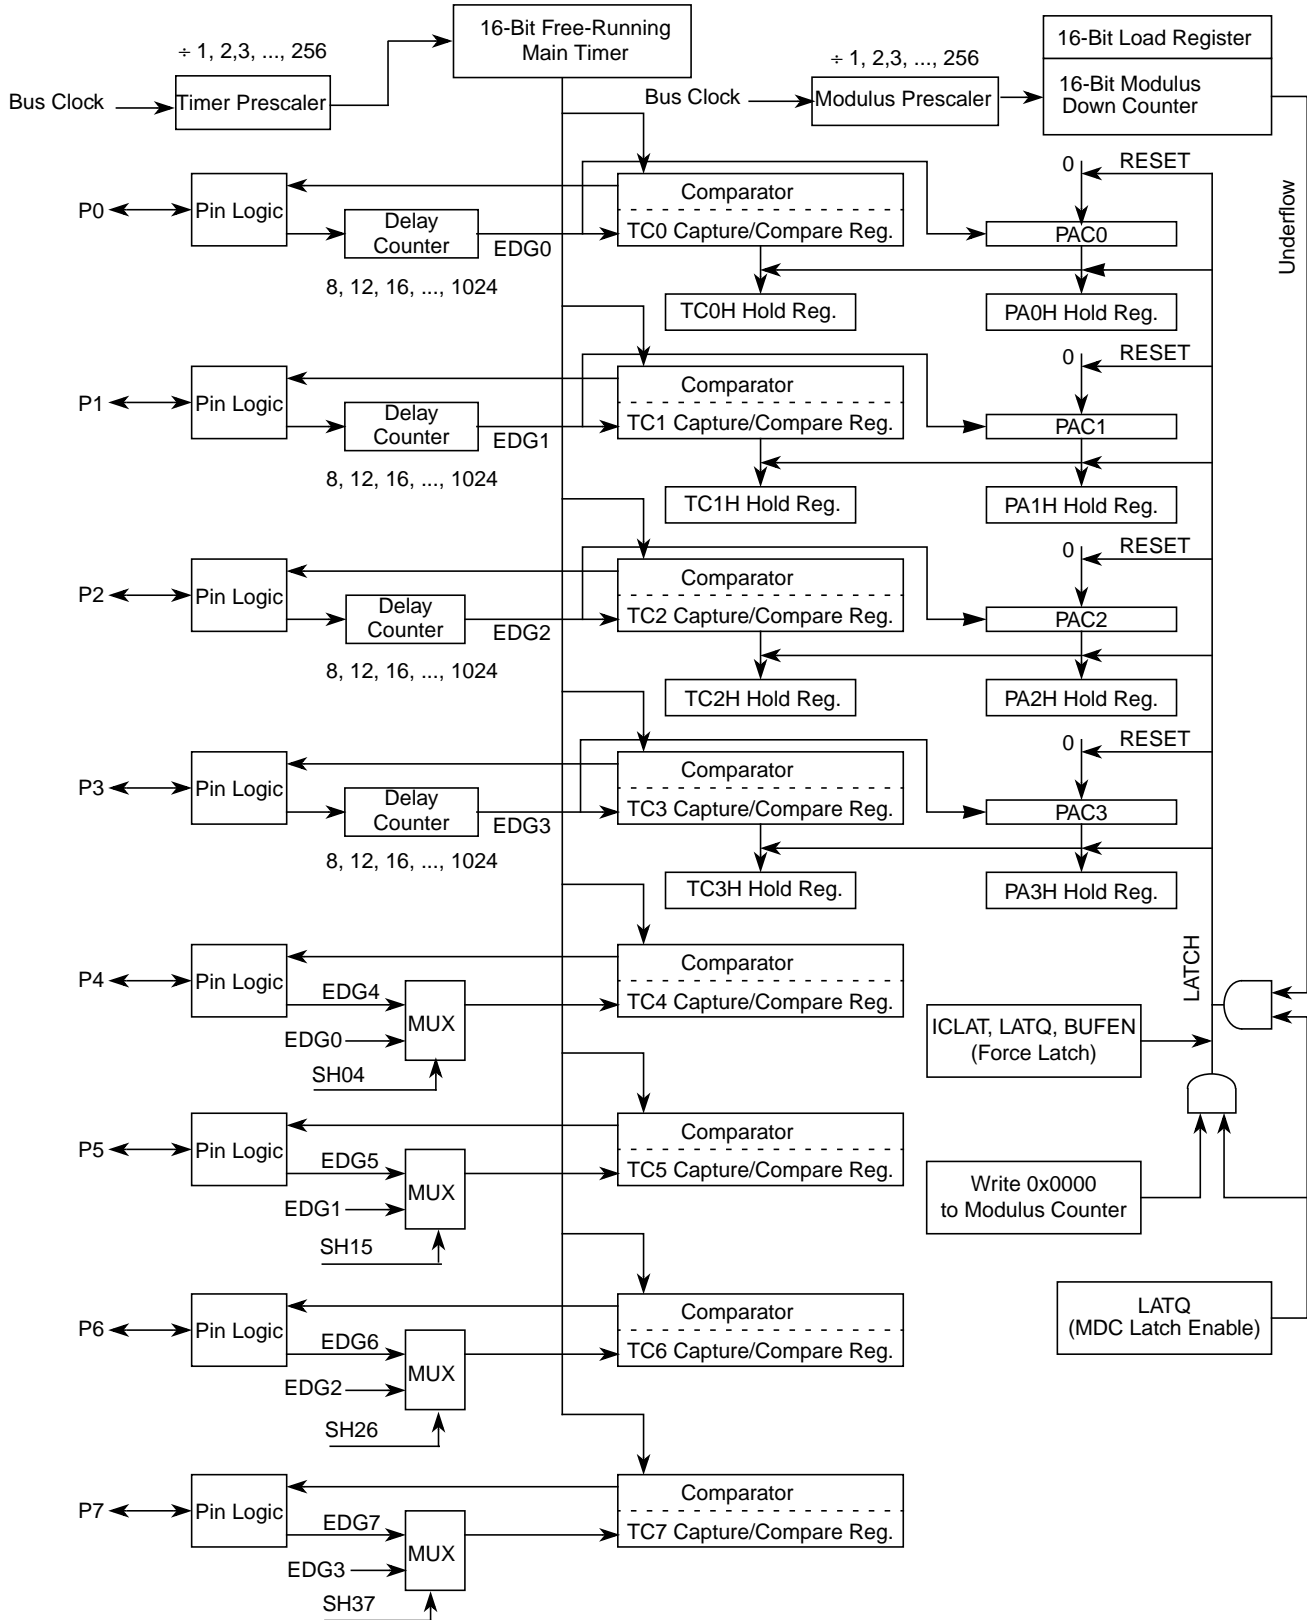 16-Bit Free-Running
Main Timer
÷ 1, 2,3, ..., 256
Bus Clock
Timer Prescaler
÷ 1, 2,3, ..., 256
Bus Clock
Modulus Prescaler
16-Bit Load Register
16-Bit Modulus
Down Counter
Underflow
P0
Pin Logic
Delay
Counter
8, 12, 16, ..., 1024
EDG0
Comparator
TC0 Capture/Compare Reg.
TC0H Hold Reg.
0
RESET
PAC0
PA0H Hold Reg.
P1
Pin Logic
Delay
Counter
8, 12, 16, ..., 1024
EDG1
Comparator
TC1 Capture/Compare Reg.
TC1H Hold Reg.
0
RESET
PAC1
PA1H Hold Reg.
P2
Pin Logic
Delay
Counter
8, 12, 16, ..., 1024
EDG2
Comparator
TC2 Capture/Compare Reg.
TC2H Hold Reg.
0
RESET
PAC2
PA2H Hold Reg.
P3
Pin Logic
Delay
Counter
8, 12, 16, ..., 1024
EDG3
Comparator
TC3 Capture/Compare Reg.
TC3H Hold Reg.
0
RESET
PAC3
PA3H Hold Reg.
LATCH
P4
Pin Logic
EDG4
EDG0
MUX
SH04
Comparator
TC4 Capture/Compare Reg.
ICLAT, LATQ, BUFEN
(Force Latch)
P5
Pin Logic
EDG5
EDG1
MUX
SH15
Comparator
TC5 Capture/Compare Reg.
Write 0x0000
to Modulus Counter
P6
Pin Logic
EDG6
EDG2
MUX
SH26
Comparator
TC6 Capture/Compare Reg.
LATQ
(MDC Latch Enable)
P7
Pin Logic
EDG7
EDG3
MUX
SH37
Comparator
TC7 Capture/Compare Reg.